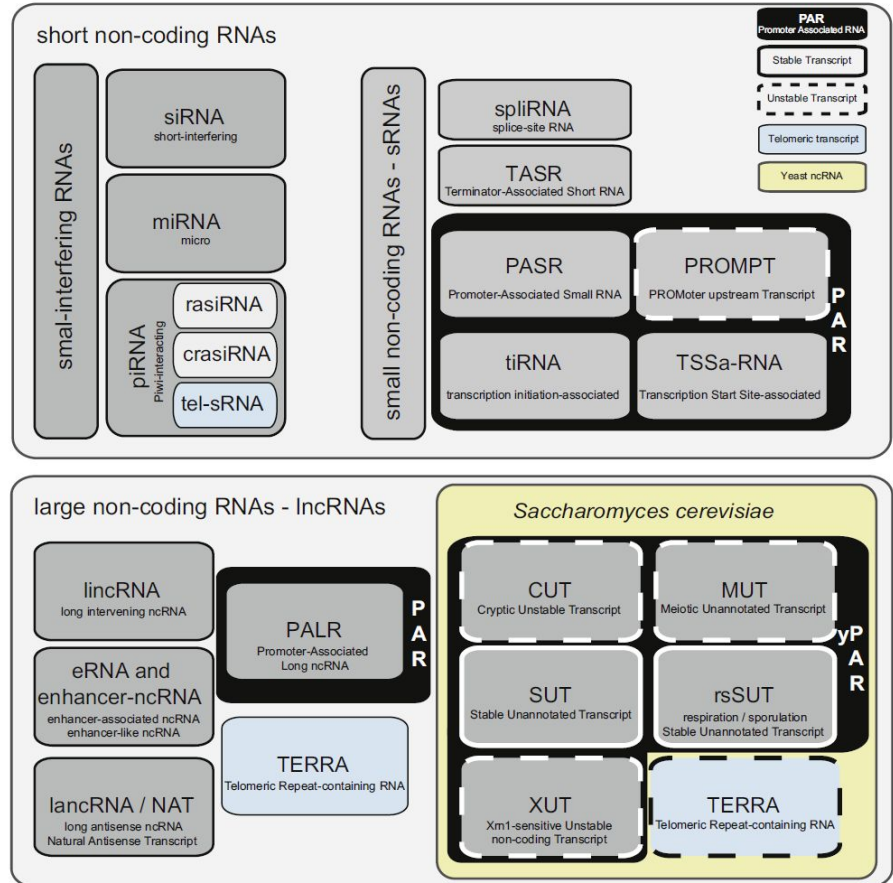 short non-coding RNAs
PAR
Promoter Associated RNA
Stable Transcript
Unstable Transcript
Telomeric transcript
Yeast ncRNA
smal-interfering RNAs
siRNA
short-interfering
miRNA
micro
piRNA
Piwi-interacting
rasiRNA
crasiRNA
tel-sRNA
small non-coding RNAs - sRNAs
spliRNA
splice-site RNA
TASR
Terminator-Associated Short RNA
PASR
Promoter-Associated Small RNA
PROMPT
PROMoter upstream Transcript
tiRNA
transcription initiation-associated
TSSa-RNA
Transcription Start Site-associated
PAR
large non-coding RNAs - lncRNAs
lincRNA
long intervening ncRNA
eRNA and
enhancer-ncRNA
enhancer-associated ncRNA
enhancer-like ncRNA
lancRNA / NAT
long antisense ncRNA
Natural Antisense Transcript
PALR
Promoter-Associated
Long ncRNA
PAR
TERRA
Telomeric Repeat-containing RNA
Saccharomyces cerevisiae
CUT
Cryptic Unstable Transcript
MUT
Meiotic Unannotated Transcript
SUT
Stable Unannotated Transcript
rsSUT
respiration / sporulation
Stable Unannotated Transcript
yPAR
XUT
Xrn1-sensitive Unstable
non-coding Transcript
TERRA
Telomeric Repeat-containing RNA